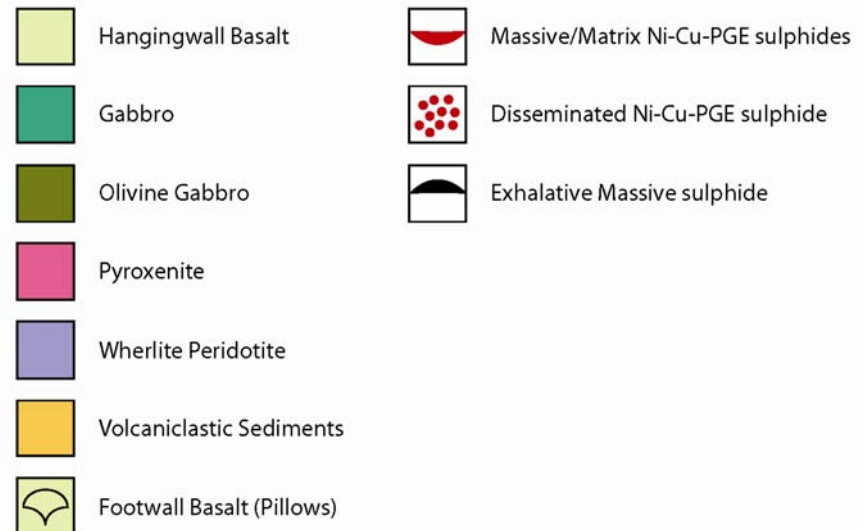 Hangingwall Basalt
Gabbro
Olivine Gabbro
Pyroxenite
Wherlite Peridotite
Volcaniclastic Sediments
Footwall Basalt (Pillows)
Massive/Matrix Ni-Cu-PGE sulphides
Disseminated Ni-Cu-PGE sulphide
Exhalative Massive sulphide